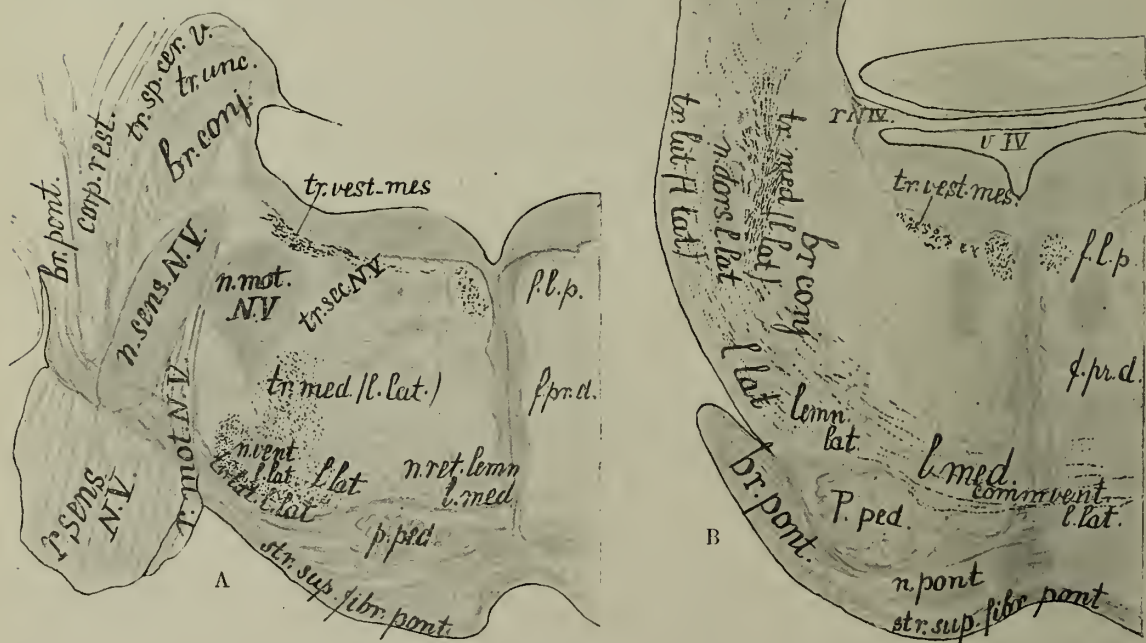 tr. sp. cer. v.
tr. unc.
br. conj.
corp. rest.
br. pont.
tr. vest-mes
n. sens. N.V.
n. mot.
N.V
tr. sec. N.V
f.l.p.
f.pr.d.
tr. med (l. lat.)
n. vent
l. lat
l. lat
n. ret. lemn
l. med.
r. mot N.V
r. sens
N.V
p. ped
str. sup. fibr. pont.
A
tr. lat (l. lat)
n. dors l. lat
tr. med (l. lat)
br conj
r N IV.
v IV
tr. vest. mes.
f.l.p.
f.pr.d.
l lat
lemn.
lat
l. med.
comm vent.
l. lat.
br. pont.
P. ped.
B
n. pont
str. sup. fibr. pont